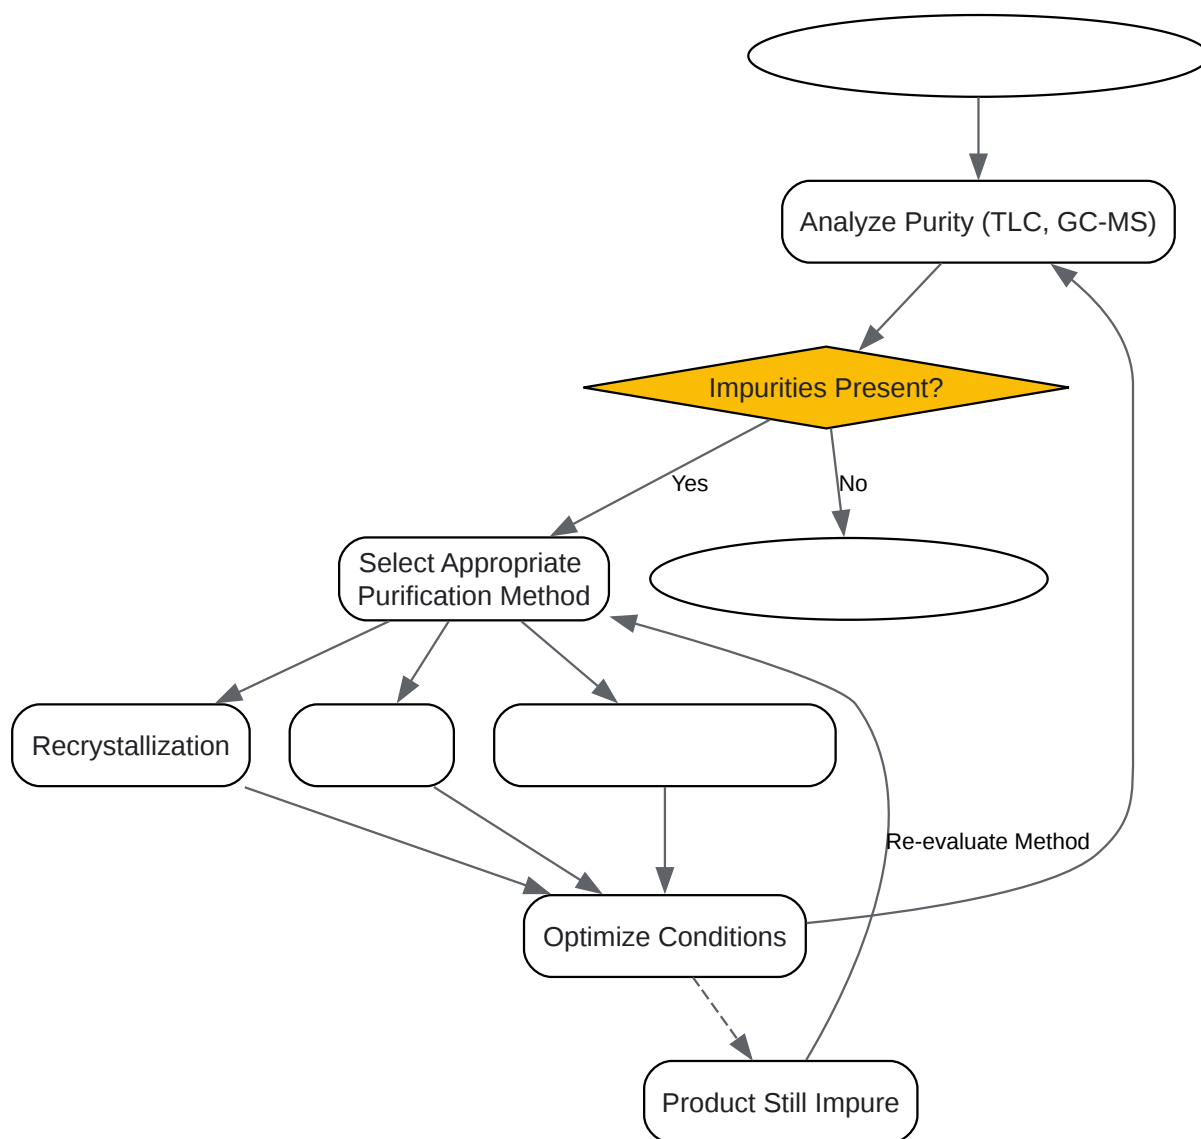 Analyze Purity (TLC, GC-MS)
Impurities Present?
Yes
No
Select Appropriate
Purification Method
Recrystallization
Re-evaluate Method
Optimize Conditions
Product Still Impure